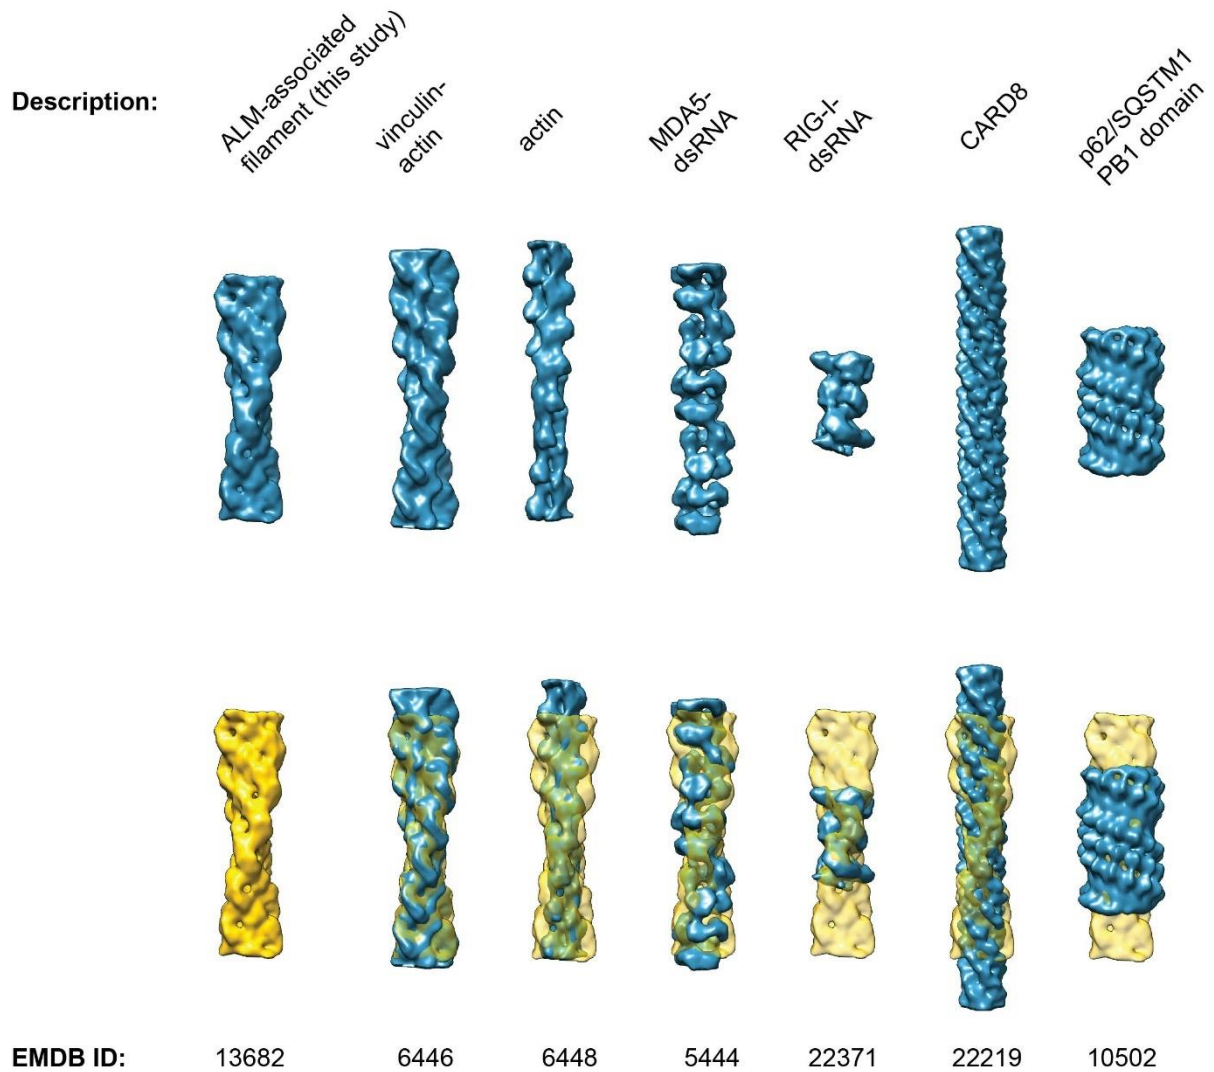 Description:
ALM-associated
filament (this study)
vinculin-
actin
actin
MDA5-
dsRNA
RIG-I-
dsRNA
CARD8
p62/SQSTM1
PB1 domain
EMDB ID: 13682 6446 6448 5444 22371 22219 10502